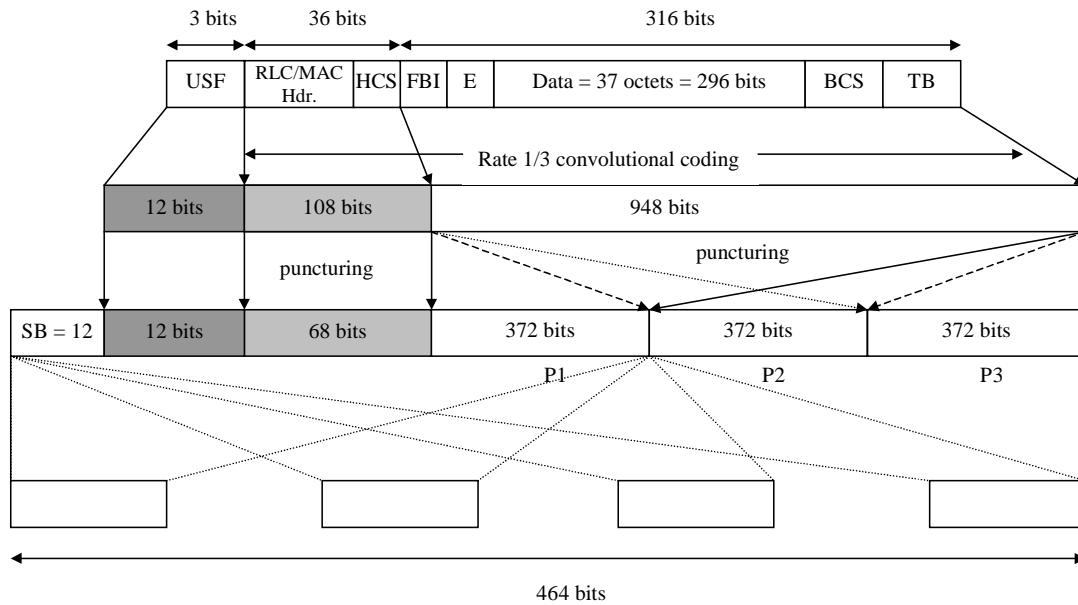 3 bits 36 bits 316 bits
USF RLC/MAC Hdr. HCS FBI E Data = 37 octets = 296 bits BCS TB
Rate 1/3 convolutional coding
12 bits 108 bits 948 bits
puncturing puncturing
SB = 12 12 bits 68 bits 372 bits 372 bits 372 bits
P1 P2 P3
464 bits